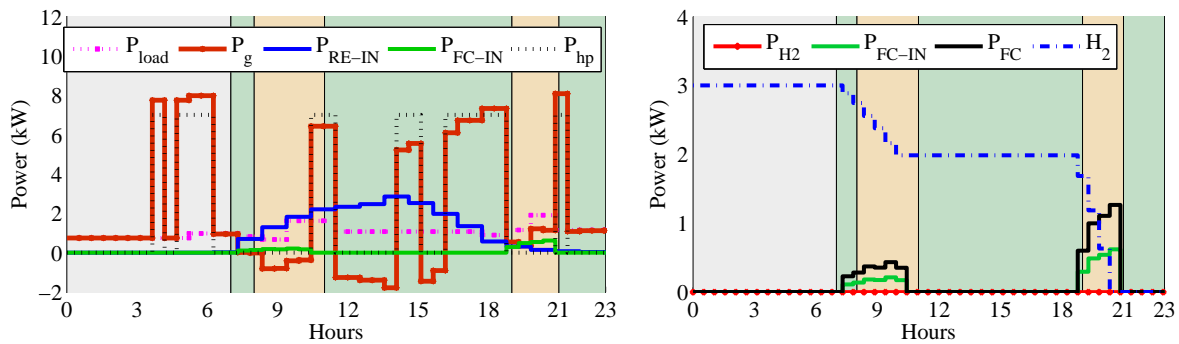 12
10
8
6
4
2
0
−2
Power (kW)
P_load P_g P_RE−IN P_FC−IN P_hp
0 3 6 9 12 15 18 21 23
Hours
4
3
2
1
0
Power (kW)
P_H2 P_FC−IN P_FC H_2
0 3 6 9 12 15 18 21 23
Hours